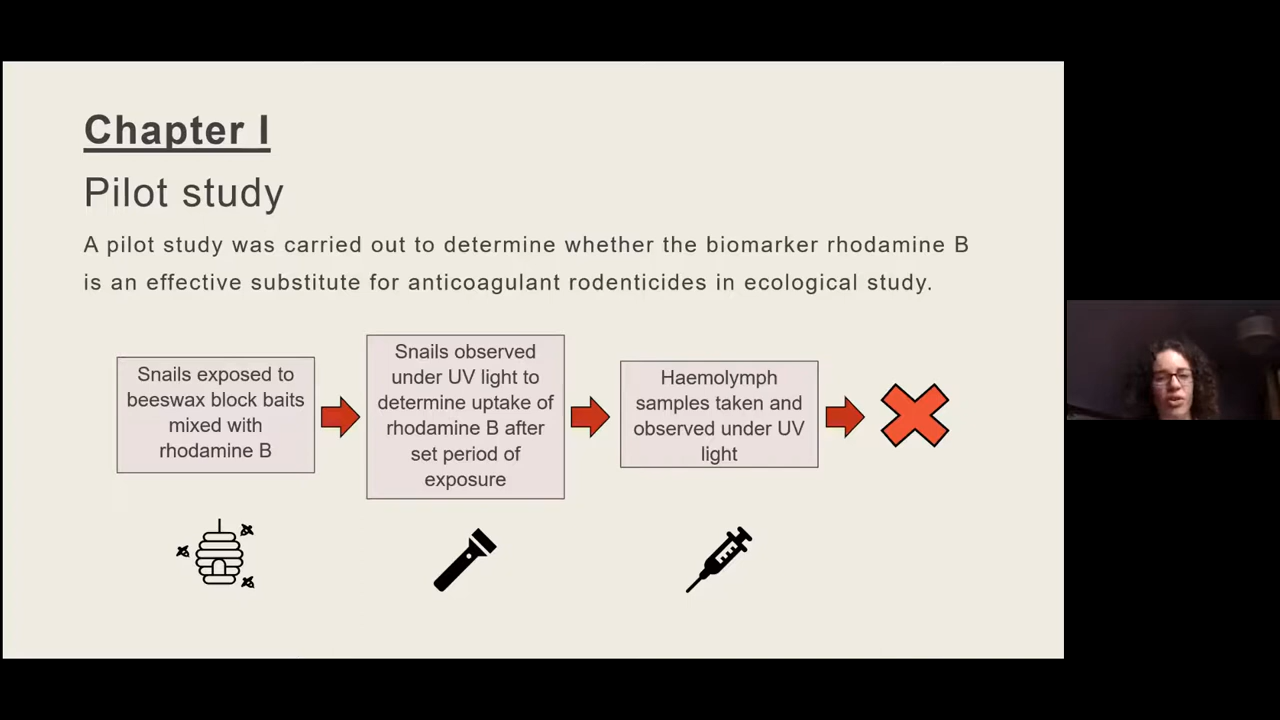 Chapter I
Pilot study
A pilot study was carried out to determine whether the biomarker rhodamine B
is an effective substitute for anticoagulant rodenticides in ecological study.
Snails exposed to
beeswax block baits
mixed with
rhodamine B
Snails observed
under UV light to
determine uptake of
rhodamine B after
set period of
exposure
Haemolymph
samples taken and
observed under UV
light